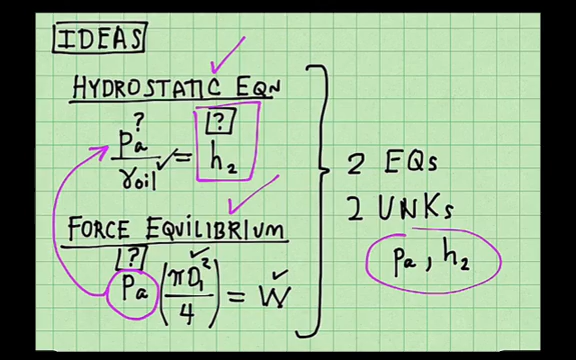 IDEAS
HYDROSTATIC EQN
? ?
Pa / γoil = h2
FORCE EQUILIBRIUM
?
Pa (πD1² / 4) = W
2 EQs
2 UNKs
Pa, h2